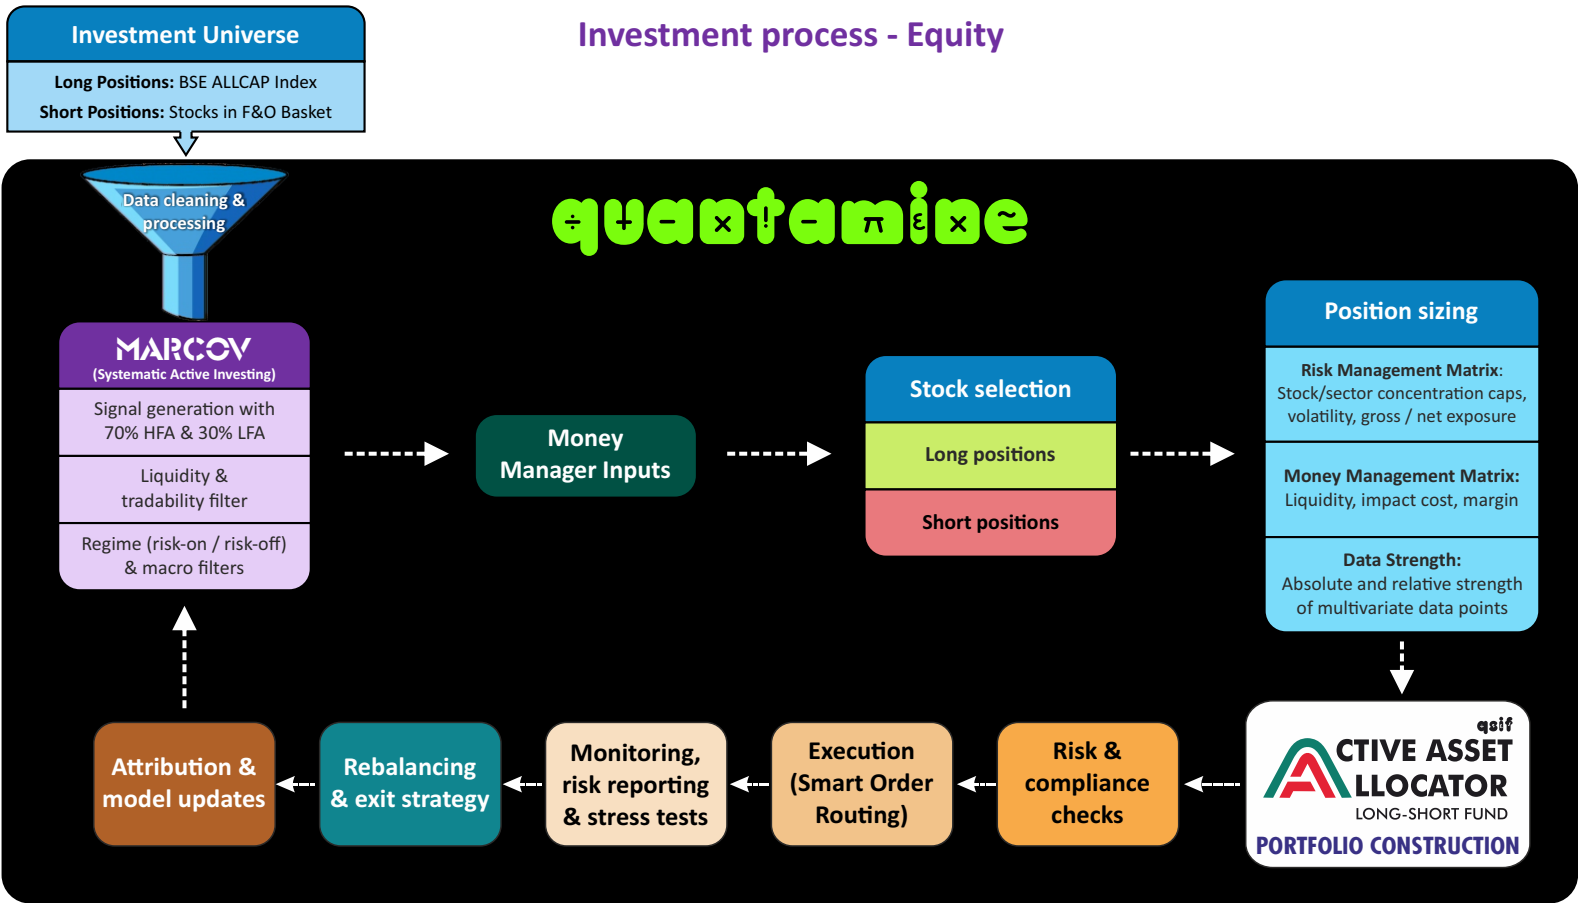 Investment process - Equity
Investment Universe
Long Positions: BSE ALLCAP Index
Short Positions: Stocks in F&O Basket
Data cleaning &
processing
quantamine
÷ + − × ! − π ε × ~
MARCOV
(Systematic Active Investing)
Signal generation with
70% HFA & 30% LFA
Liquidity &
tradability filter
Regime (risk-on / risk-off)
& macro filters
Money
Manager Inputs
Stock selection
Long positions
Short positions
Position sizing
Risk Management Matrix:
Stock/sector concentration caps,
volatility, gross / net exposure
Money Management Matrix:
Liquidity, impact cost, margin
Data Strength:
Absolute and relative strength
of multivariate data points
qsif
ACTIVE ASSET
ALLOCATOR
LONG-SHORT FUND
PORTFOLIO CONSTRUCTION
Risk &
compliance
checks
Execution
(Smart Order
Routing)
Monitoring,
risk reporting
& stress tests
Rebalancing
& exit strategy
Attribution &
model updates